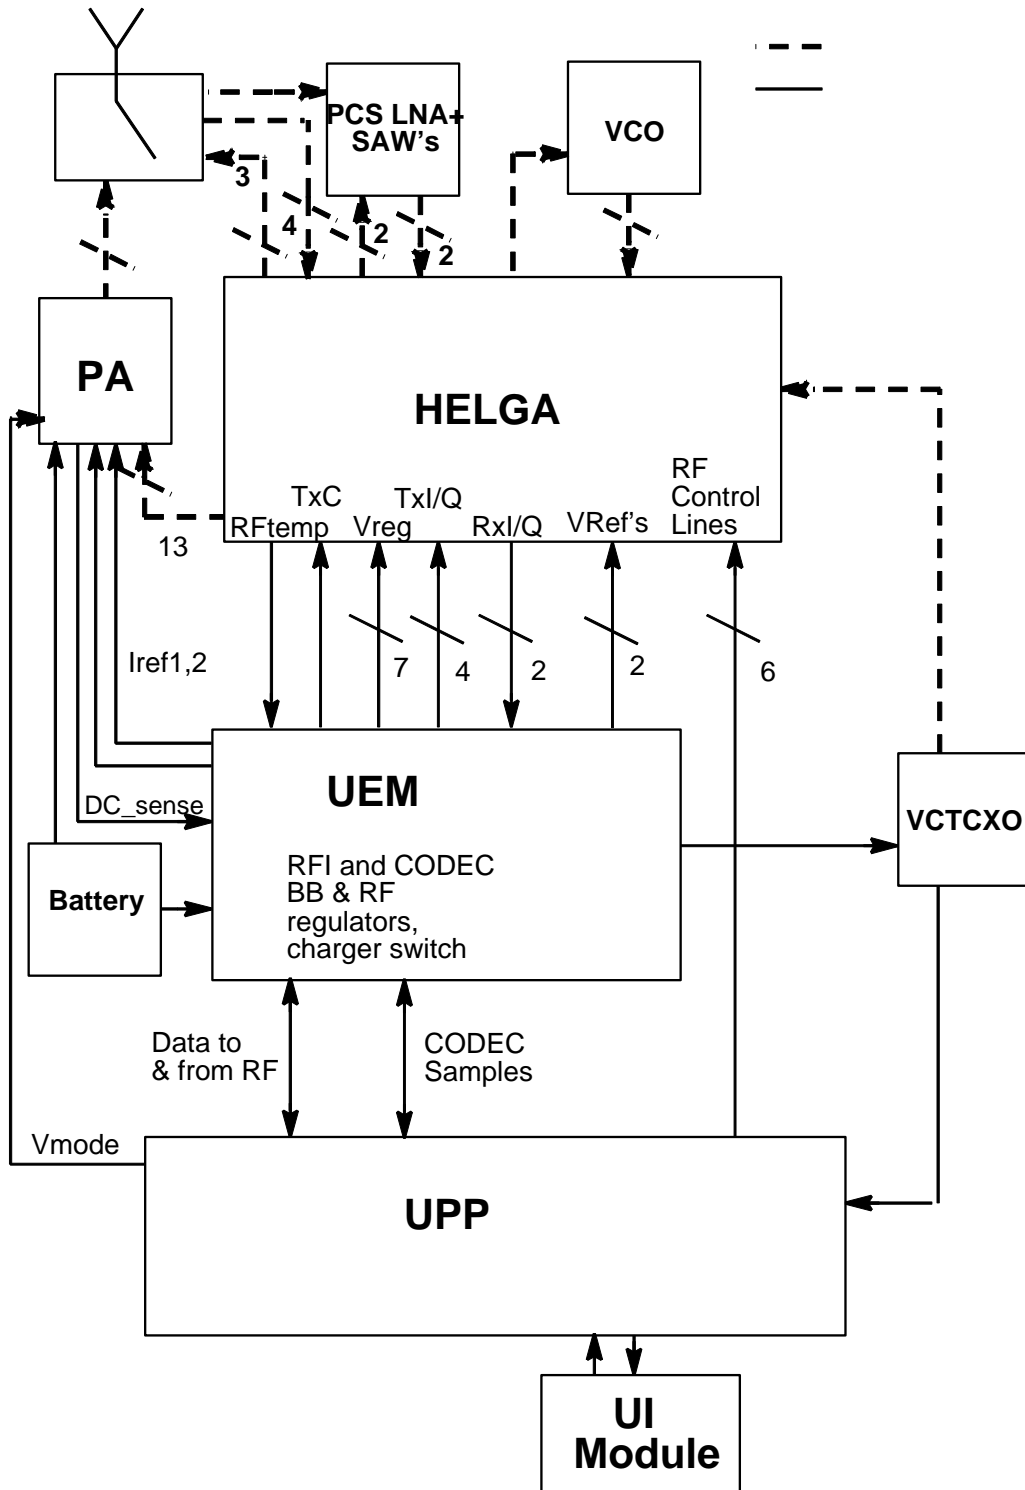 PCS LNA+
SAW's
VCO
3
4
2
2
PA
HELGA
RF
Control
Lines
TxC
TxI/Q
RFtemp
Vreg
RxI/Q
VRef's
13
Iref1,2
7
4
2
2
6
UEM
DC_sense
VCTCXO
RFI and CODEC
BB & RF
regulators,
charger switch
Battery
Data to
& from RF
CODEC
Samples
Vmode
UPP
UI
Module